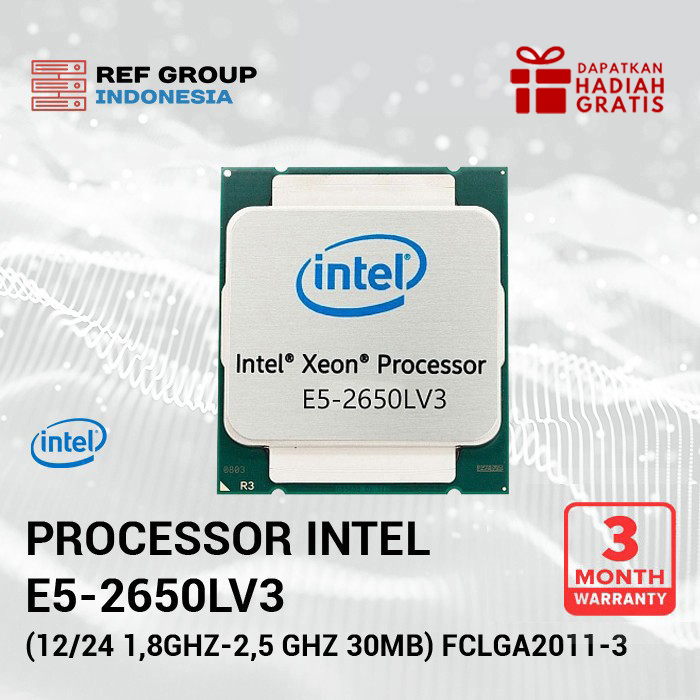 REF GROUP
INDONESIA
DAPATKAN
HADIAH
GRATIS
intel®
Intel® Xeon® Processor
E5-2650LV3
0803
R3
intel
PROCESSOR INTEL
E5-2650LV3
(12/24 1,8GHZ-2,5 GHZ 30MB) FCLGA2011-3
3
MONTH
WARRANTY